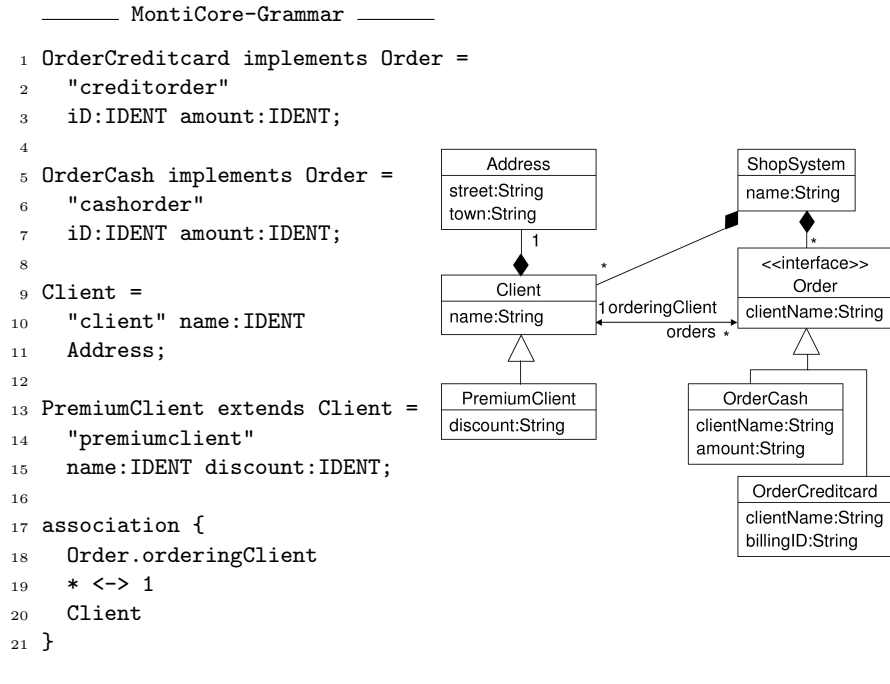 MontiCore-Grammar
1 OrderCreditcard implements Order =
2 "creditorder"
3 iD:IDENT amount:IDENT;
4
5 OrderCash implements Order =
6 "cashorder"
7 iD:IDENT amount:IDENT;
8
9 Client =
10 "client" name:IDENT
11 Address;
12
13 PremiumClient extends Client =
14 "premiumclient"
15 name:IDENT discount:IDENT;
16
17 association {
18 Order.orderingClient
19 * <-> 1
20 Client
21 }
Address
street:String
town:String
1
ShopSystem
name:String
*
*
Client
name:String
<<interface>>
Order
clientName:String
1 orderingClient
orders *
PremiumClient
discount:String
OrderCash
clientName:String
amount:String
OrderCreditcard
clientName:String
billingID:String